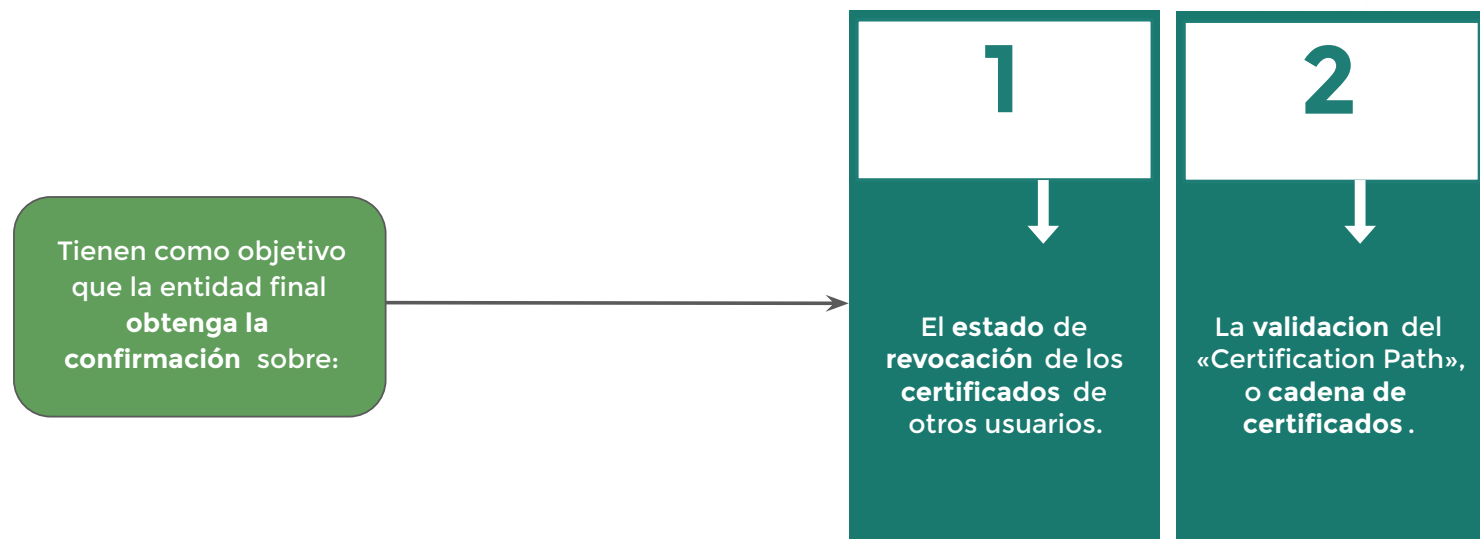 Tienen como objetivo
que la entidad final
obtenga la
confirmación sobre:
1
El estado de
revocación de los
certificados de
otros usuarios.
2
La validacion del
«Certification Path»,
o cadena de
certificados .